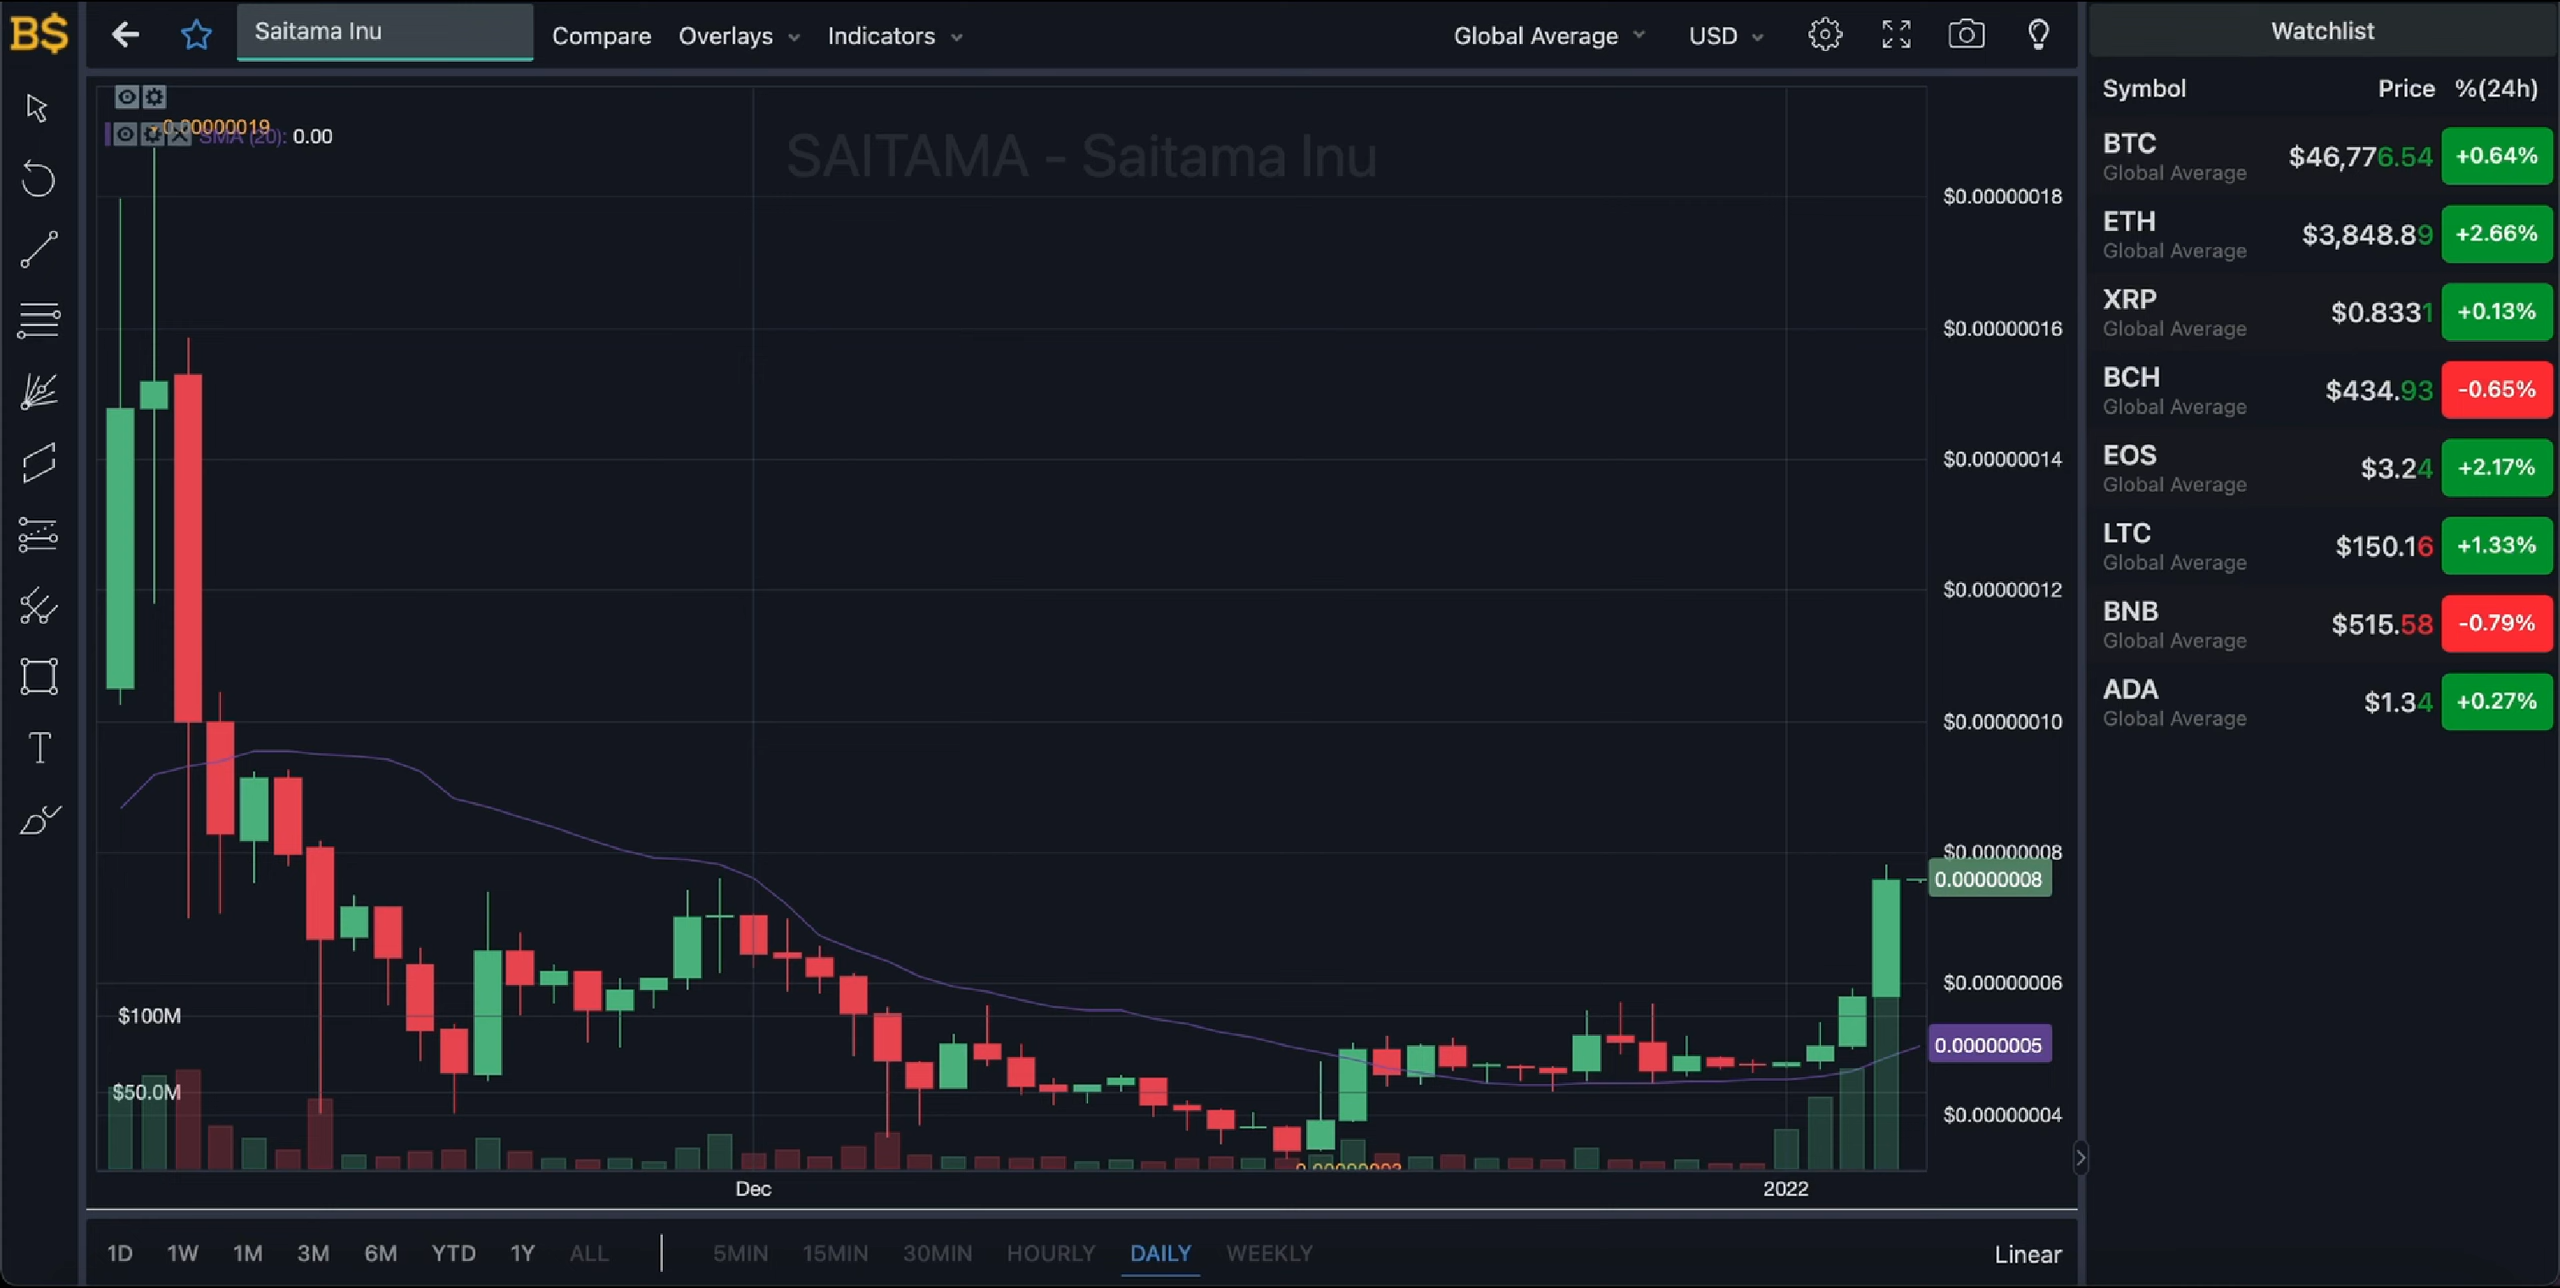 B$
Saitama Inu
Compare
Overlays
Indicators
Global Average
USD
Watchlist
Symbol Price %(24h)
0.00000019
SMA (20): 0.00
SAITAMA - Saitama Inu
$0.00000018
$0.00000016
$0.00000014
$0.00000012
$0.00000010
$0.00000008
0.00000008
$0.00000006
0.00000005
$0.00000004
$100M
$50.0M
Dec
2022
BTC $46,776.54 +0.64%
Global Average
ETH $3,848.89 +2.66%
Global Average
XRP $0.8331 +0.13%
Global Average
BCH $434.93 -0.65%
Global Average
EOS $3.24 +2.17%
Global Average
LTC $150.16 +1.33%
Global Average
BNB $515.58 -0.79%
Global Average
ADA $1.34 +0.27%
Global Average
1D 1W 1M 3M 6M YTD 1Y ALL
5MIN 15MIN 30MIN HOURLY DAILY WEEKLY
Linear